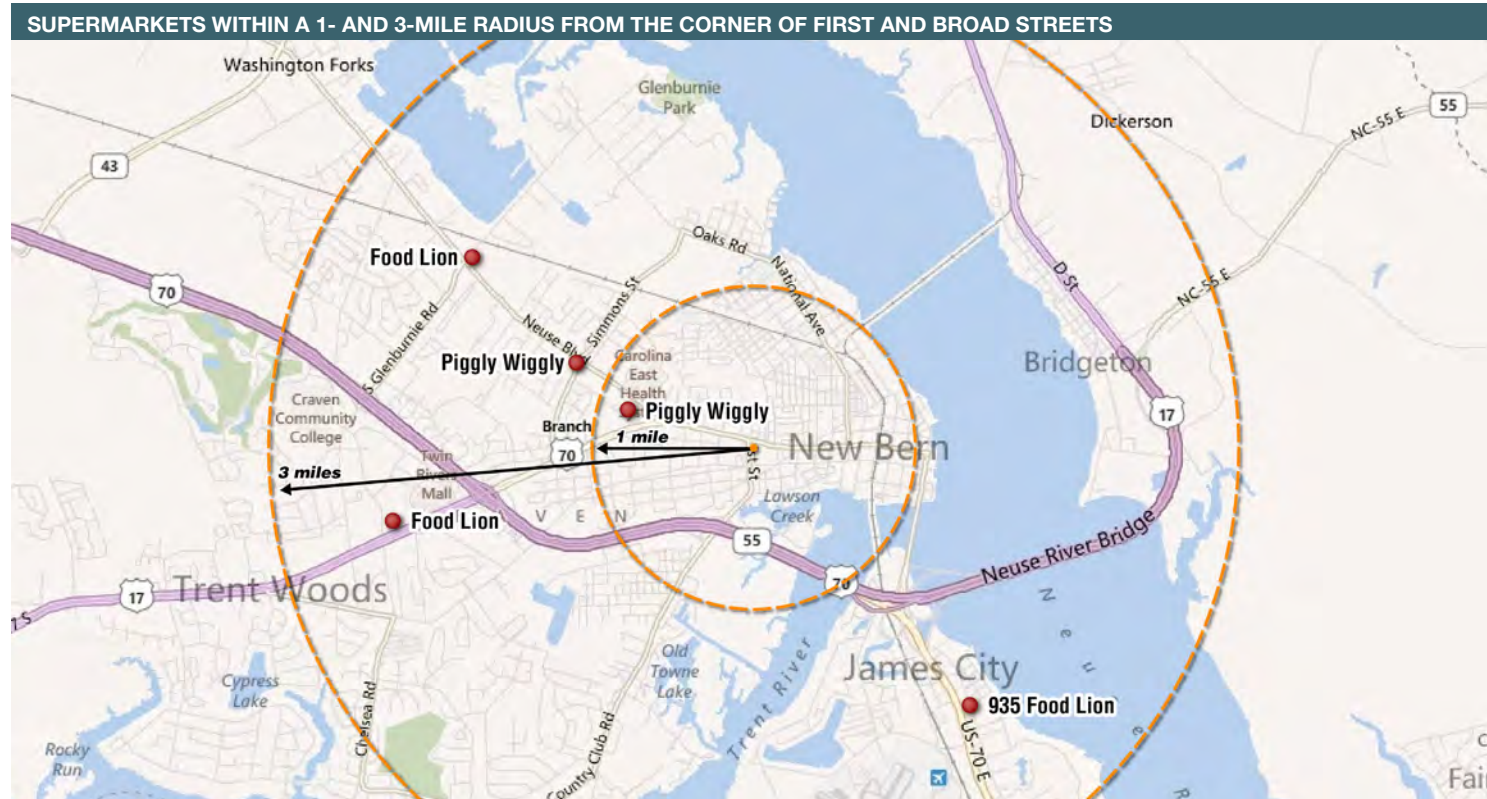 SUPERMARKETS WITHIN A 1- AND 3-MILE RADIUS FROM THE CORNER OF FIRST AND BROAD STREETS
Washington Forks
Glenburnie
Park
Dickerson
55
NC-55 E
43
Oaks Rd
National Ave
Food Lion
D St
70
NC-55 E
Simmons St
S Glenburnie Rd
Neuse Blvd
Piggly Wiggly
Carolina
East
Health
Bridgeton
Craven
Community
College
Piggly Wiggly
17
Branch
1 mile
70
New Bern
3 miles
Twin
Rivers
Mall
St
Lawson
Creek
Food Lion
V E N
55
Neuse River Bridge
70
Trent Woods
17
7 S
N e u e
James City
Old
Towne
Lake
Trent River
Cypress
Lake
Chelsea Rd
935 Food Lion
US-70 E
Country Club Rd
Rocky
Run
R
Fai